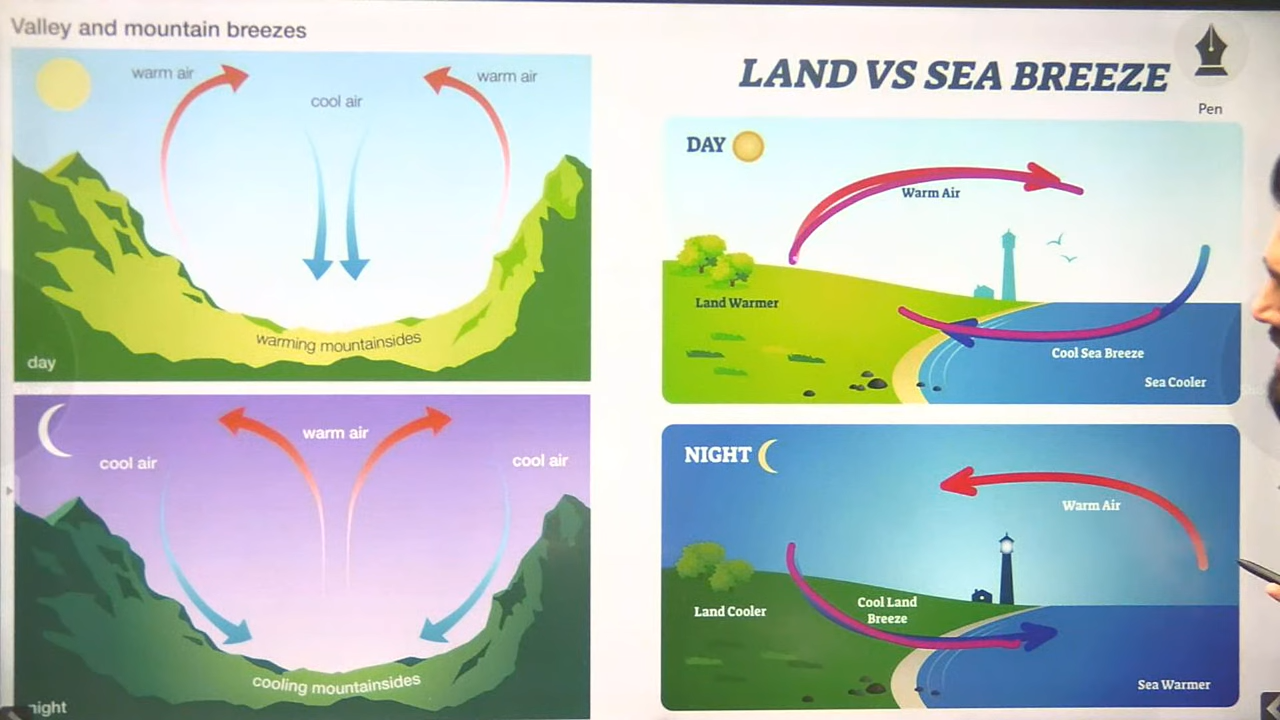 Valley and mountain breezes
warm air
warm air
cool air
warming mountainsides
day
warm air
cool air
cool air
cooling mountainsides
night
LAND VS SEA BREEZE
Pen
DAY
Warm Air
Land Warmer
Cool Sea Breeze
Sea Cooler
NIGHT
Warm Air
Land Cooler
Cool Land
Breeze
Sea Warmer